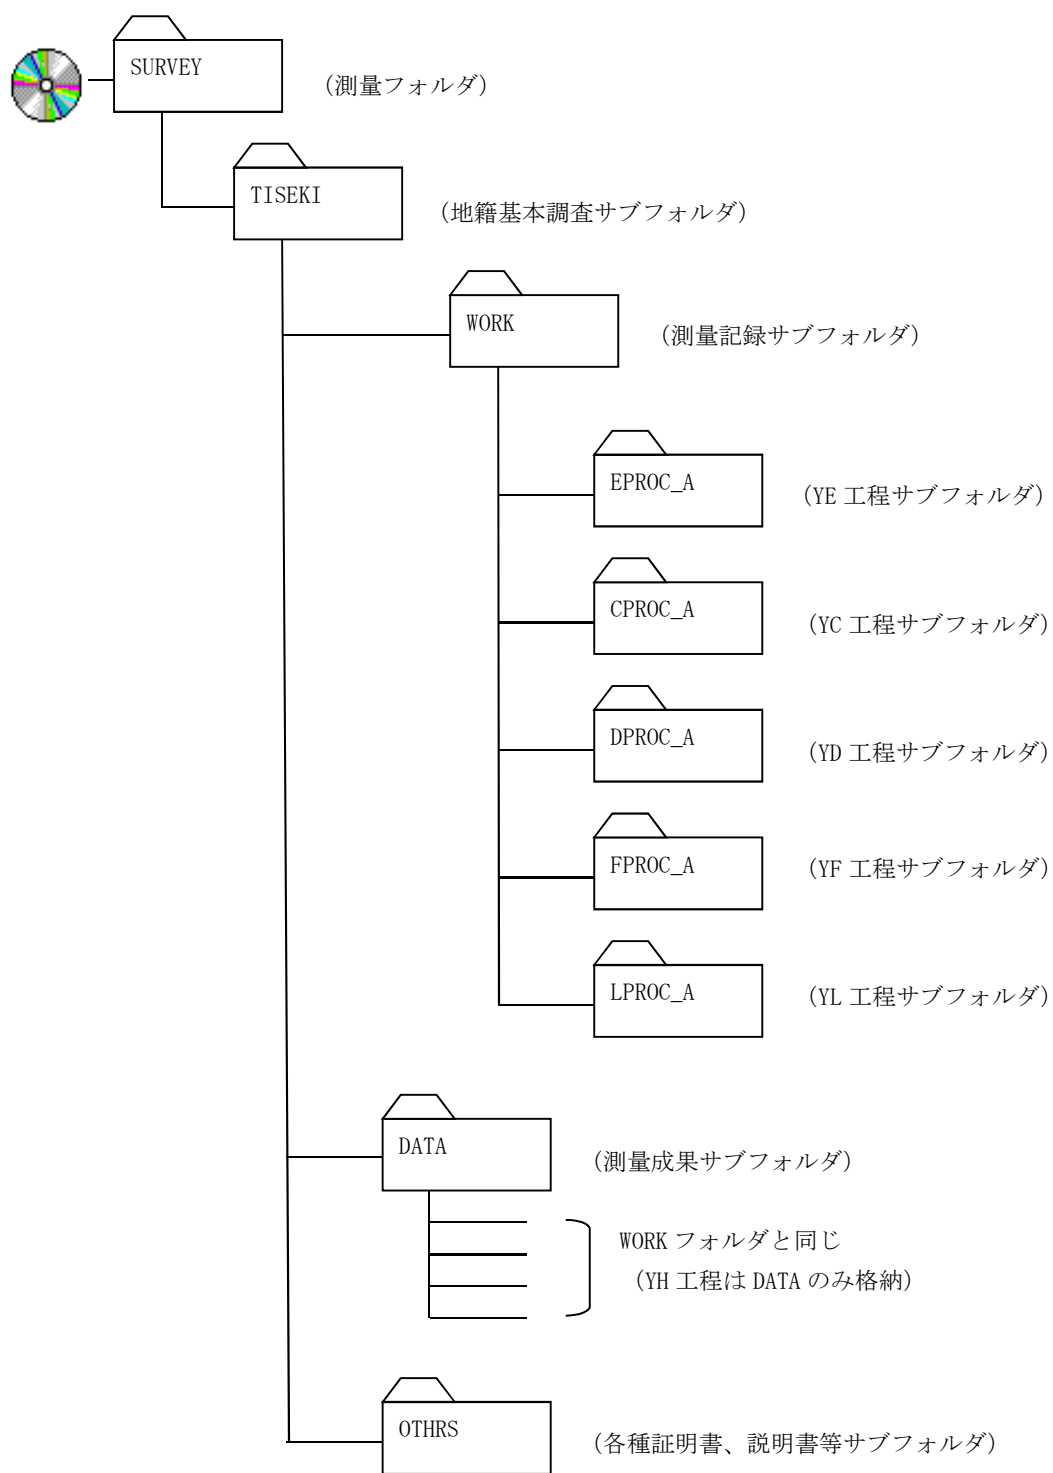 SURVEY
（測量フォルダ）
TISEKI
（地籍基本調査サブフォルダ）
WORK
（測量記録サブフォルダ）
EPROC_A
（YE 工程サブフォルダ）
CPROC_A
（YC 工程サブフォルダ）
DPROC_A
（YD 工程サブフォルダ）
FPROC_A
（YF 工程サブフォルダ）
LPROC_A
（YL 工程サブフォルダ）
DATA
（測量成果サブフォルダ）
WORK フォルダと同じ
（YH 工程は DATA のみ格納）
OTHRS
（各種証明書、説明書等サブフォルダ）